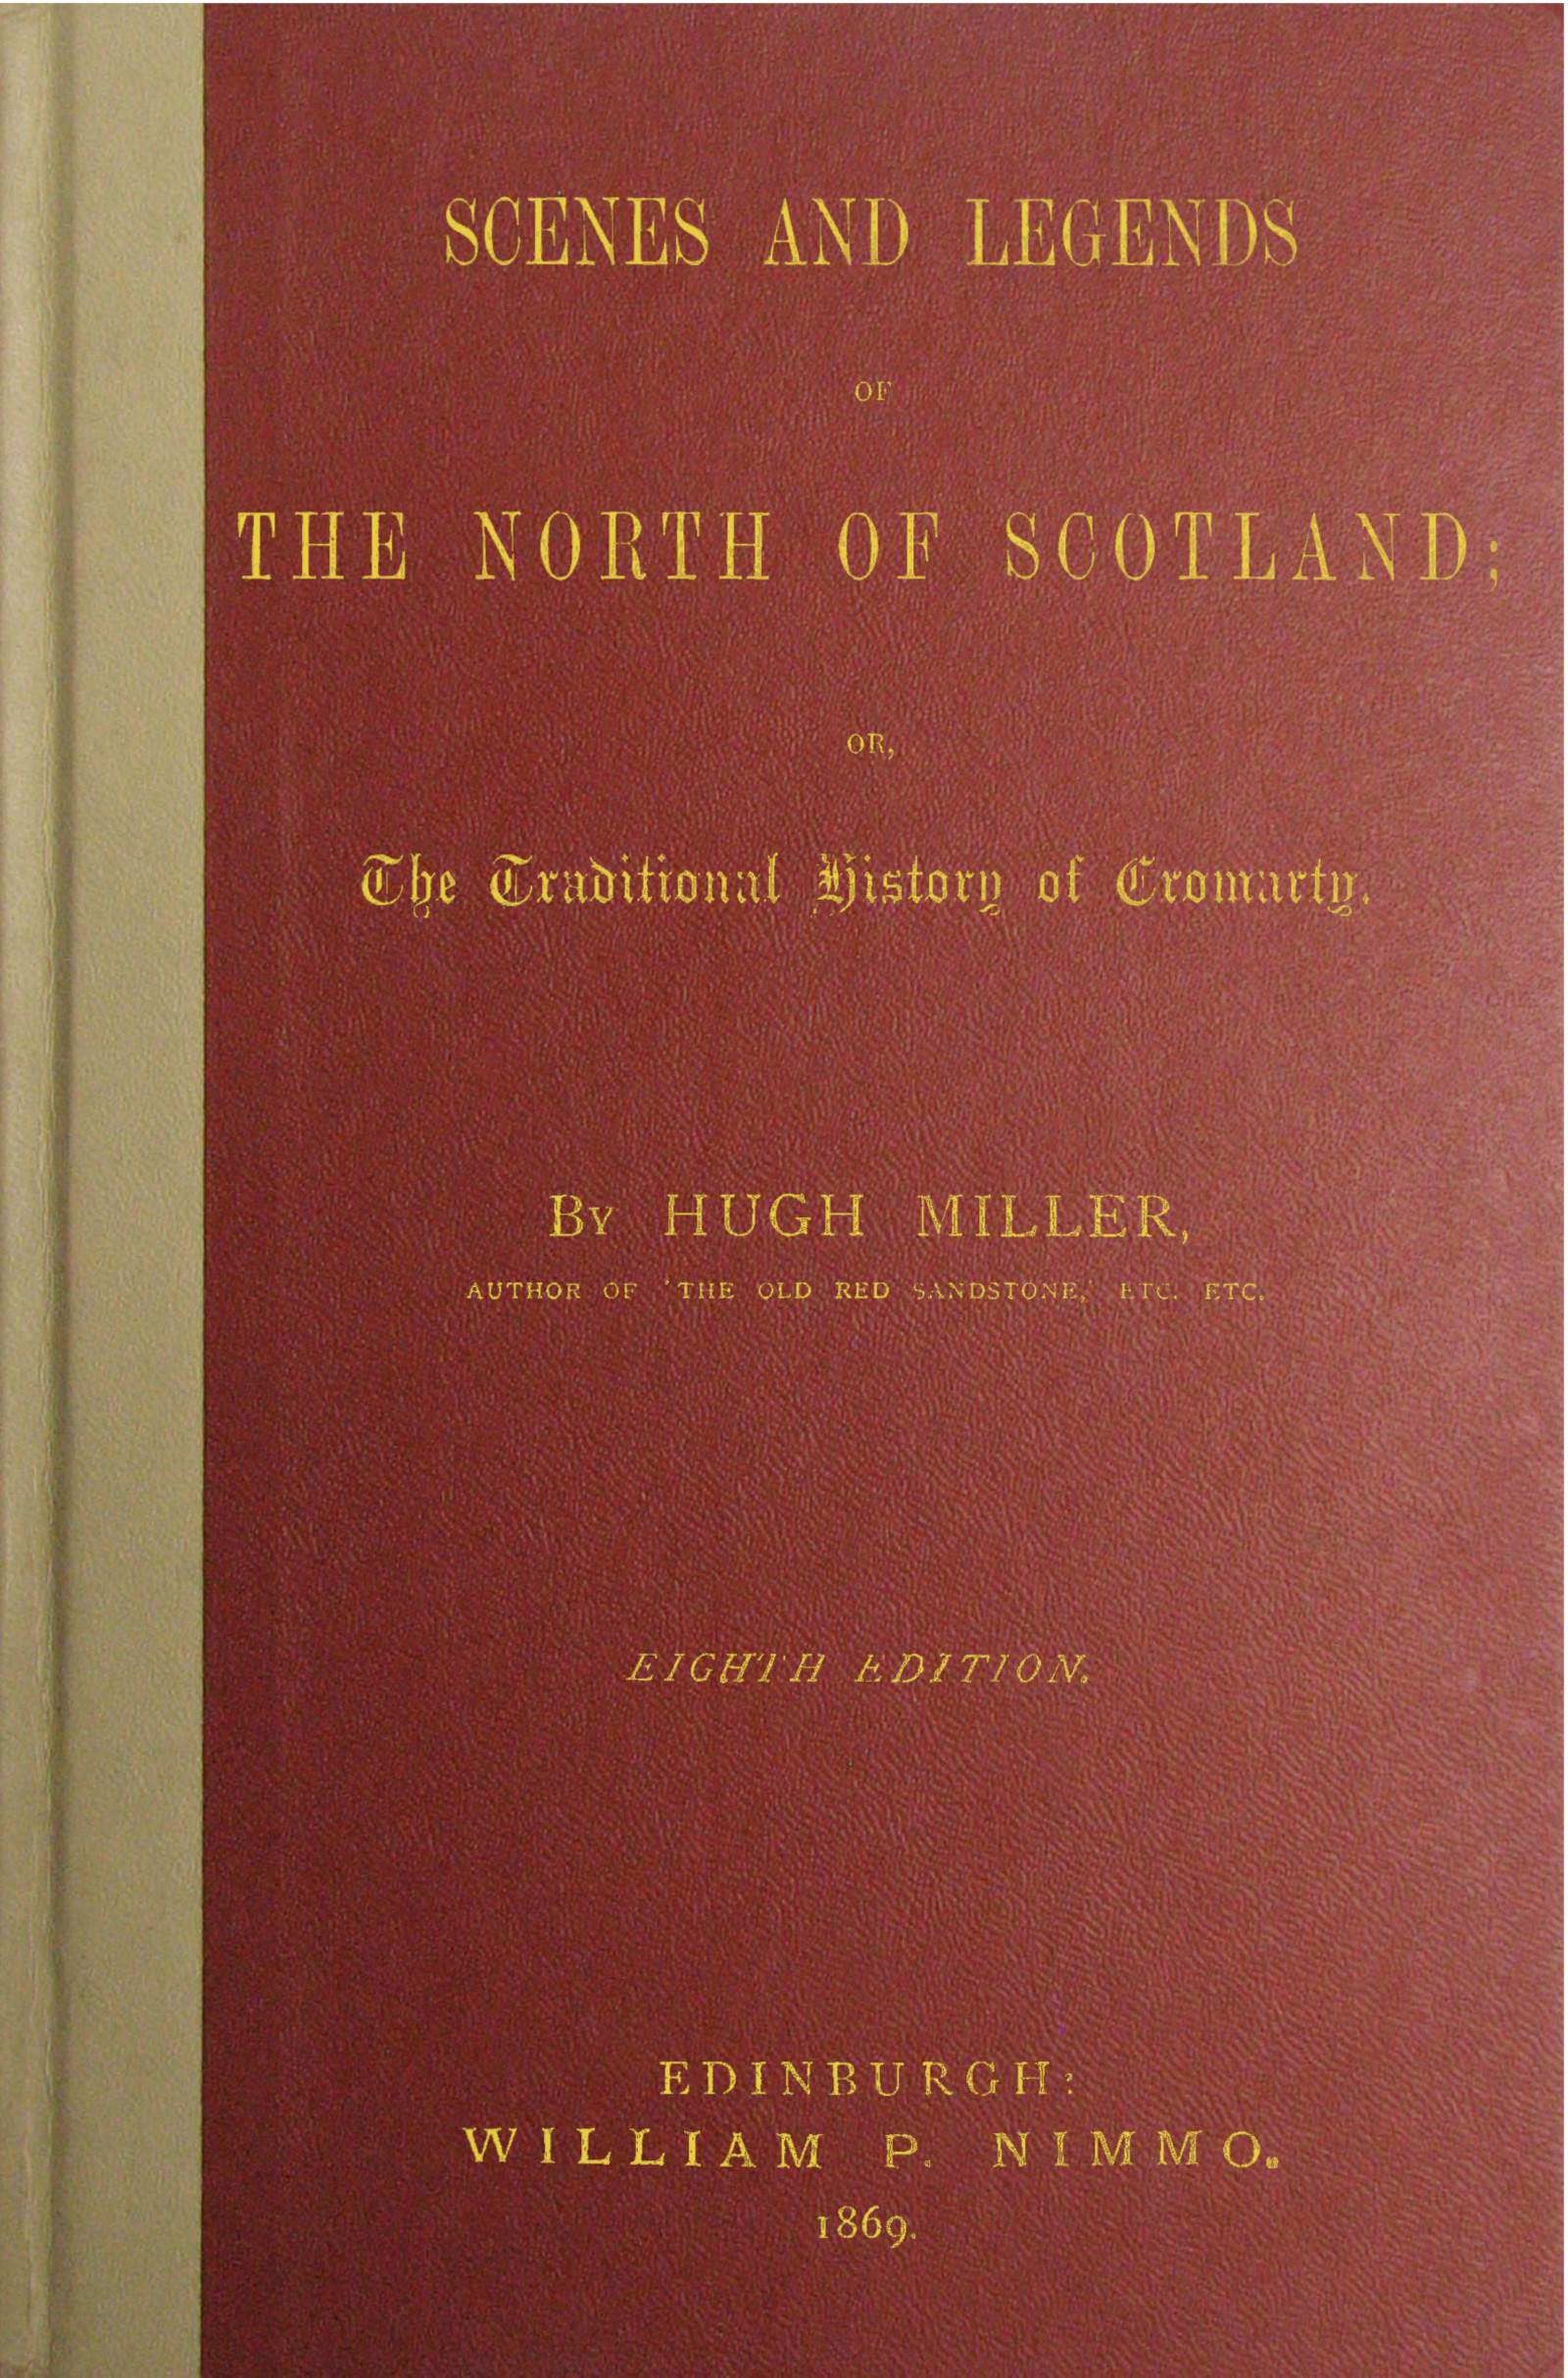 SCENES AND LEGENDS
OF
THE NORTH OF SCOTLAND;
OR,
The Traditional History of Cromarty.
By HUGH MILLER,
AUTHOR OF 'THE OLD RED SANDSTONE,' ETC. ETC.
EIGHTH EDITION.
EDINBURGH:
WILLIAM P. NIMMO.
1869.